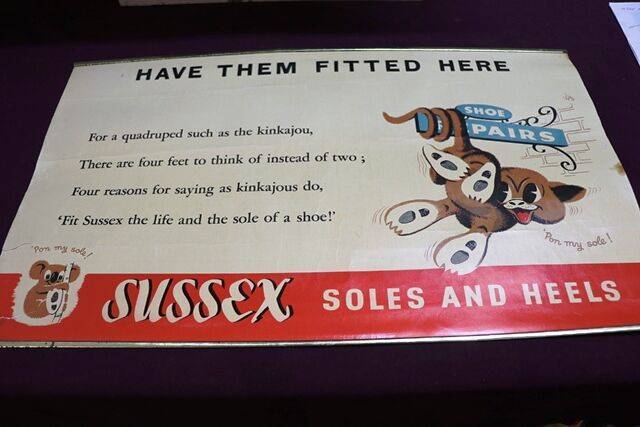 HAVE THEM FITTED HERE
For a quadruped such as the kinkajou,
There are four feet to think of instead of two ;
Four reasons for saying as kinkajous do,
'Fit Sussex the life and the sole of a shoe!'
SHOE
PAIRS
'Pon my sole!
'Pon my sole!
SUSSEX SOLES AND HEELS